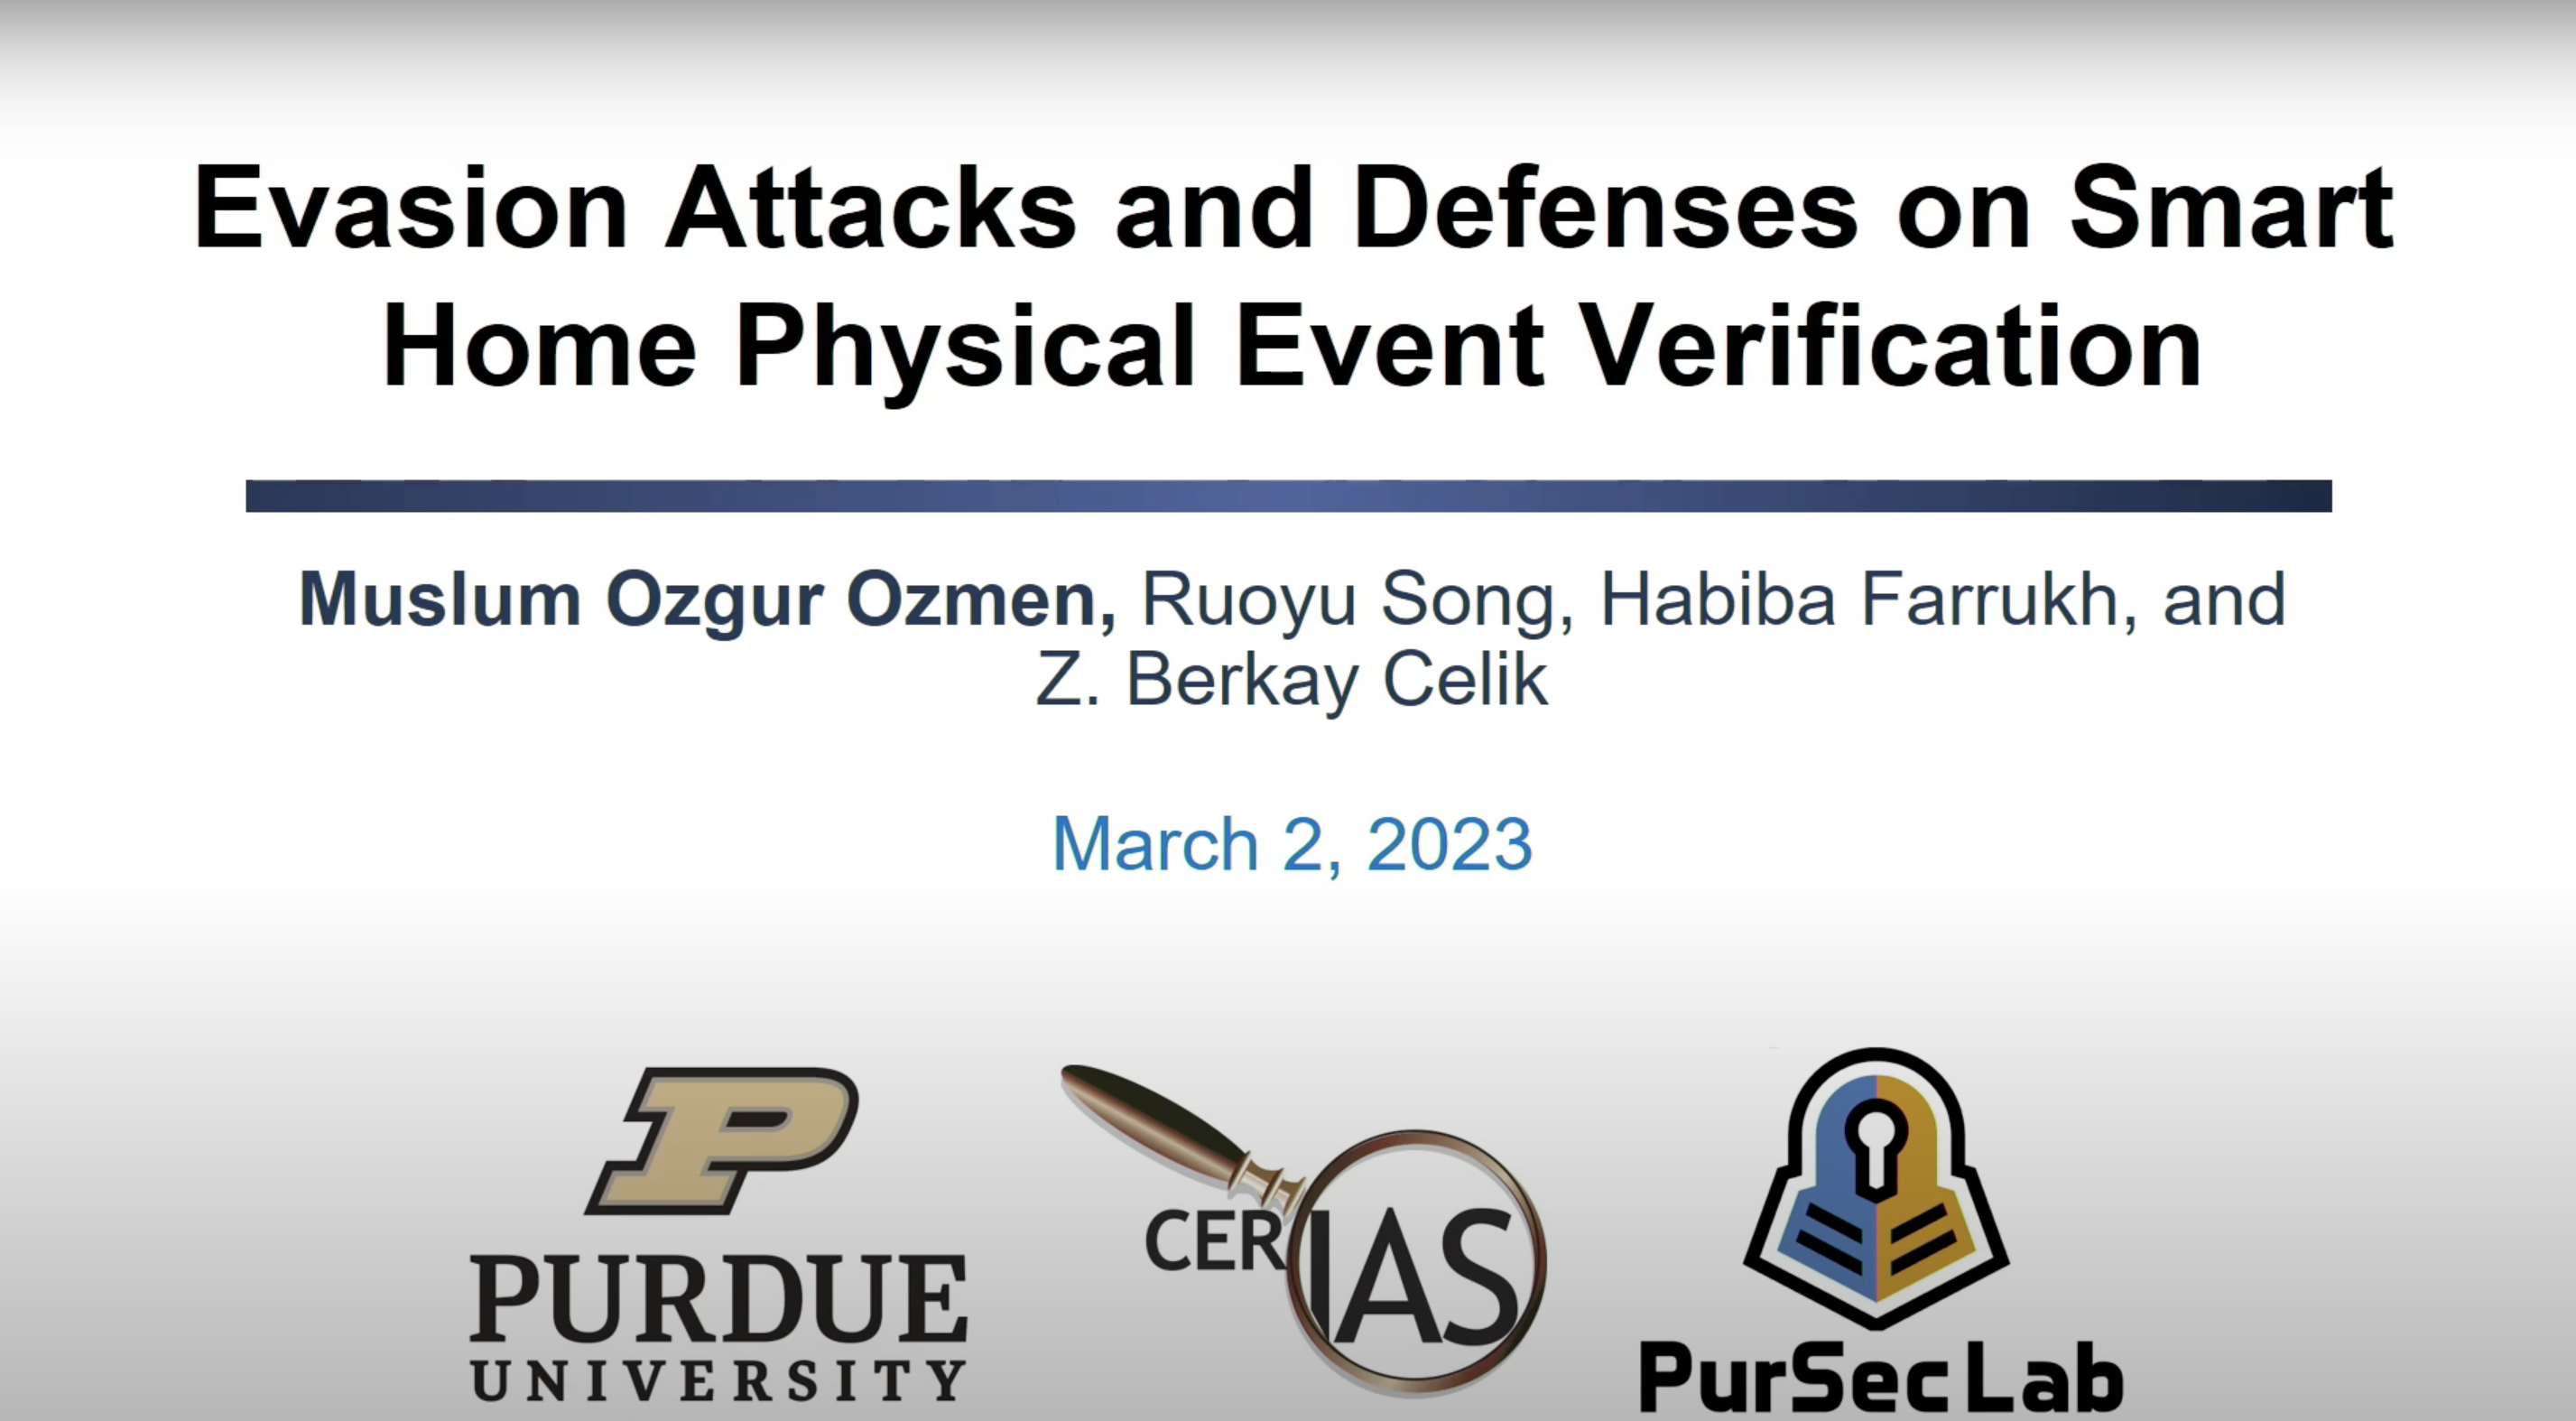 Evasion Attacks and Defenses on Smart
Home Physical Event Verification
Muslum Ozgur Ozmen, Ruoyu Song, Habiba Farrukh, and
Z. Berkay Celik
March 2, 2023
P
PURDUE
UNIVERSITY
CERIAS
PurSecLab